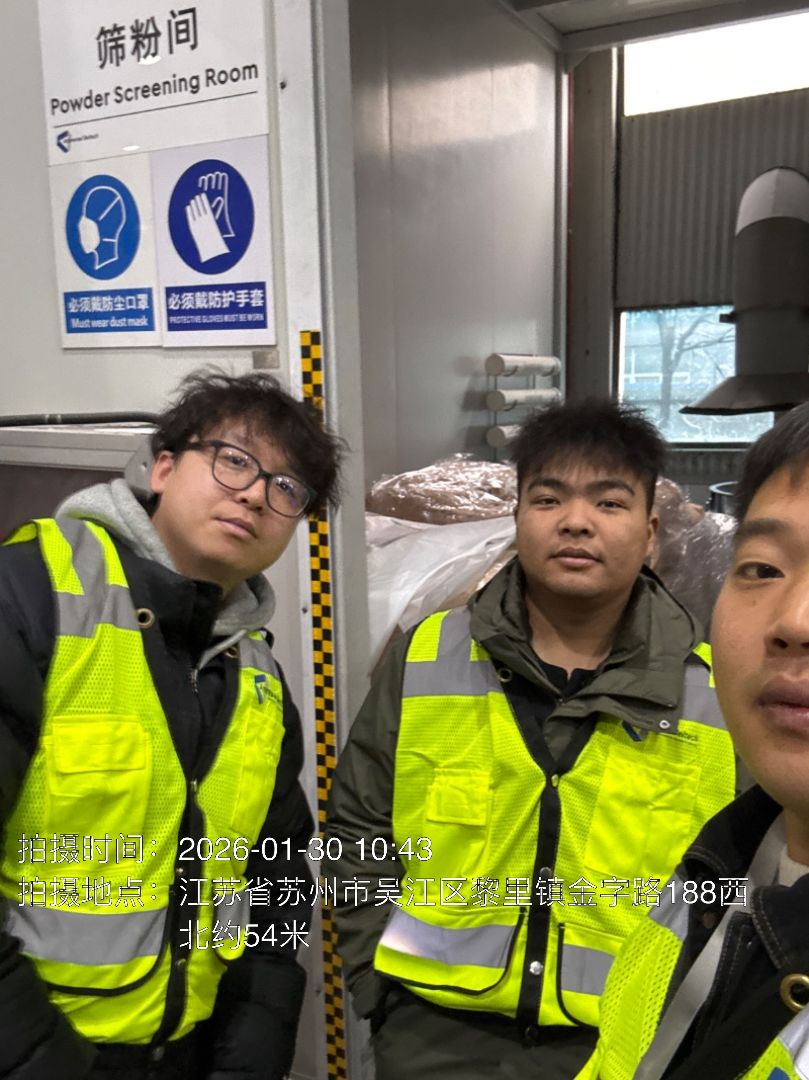 筛粉间
Powder Screening Room
必须戴防尘口罩
Must wear dust mask
必须戴防护手套
PROTECTIVE GLOVES MUST BE WORN
拍摄时间：2026-01-30 10:43
拍摄地点：江苏省苏州市吴江区黎里镇金字路188西
北约54米